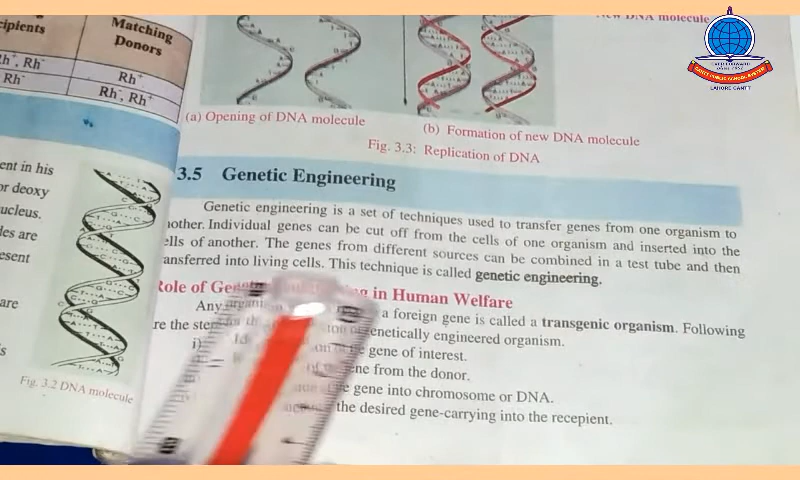 cipients
Matching
Donors
Rh⁺, Rh⁻
Rh⁺
Rh⁻
Rh⁻, Rh⁺
New DNA molecule
LAHORE CANTT
(a) Opening of DNA molecule
(b) Formation of new DNA molecule
Fig. 3.3: Replication of DNA
ent in his
or deoxy
ucleus.
les are
esent
are
s
Fig. 3.2 DNA molecule
3.5 Genetic Engineering
Genetic engineering is a set of techniques used to transfer genes from one organism to
nother. Individual genes can be cut off from the cells of one organism and inserted into the
ells of another. The genes from different sources can be combined in a test tube and then
ansferred into living cells. This technique is called genetic engineering.
Role of in Human Welfare
Any a foreign gene is called a transgenic organism. Following
re the genetically engineered organism.
i) gene of interest.
from the donor.
gene into chromosome or DNA.
the desired gene-carrying into the recepient.